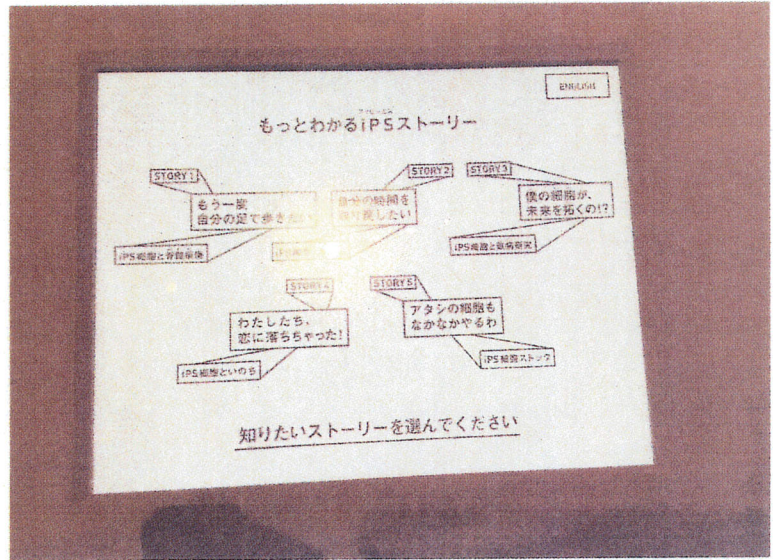 ENGLISH
もっとわかるiPSストーリー
STORY1
もう一度
自分の足で歩きたい
iPS細胞と脊髄損傷
STORY2
自分の時間を
取り戻したい
STORY3
僕の細胞が、
未来を拓くの!?
iPS細胞と難病研究
STORY4
わたしたち、
恋に落ちちゃった!
iPS細胞といのち
STORY5
アタシの細胞も
なかなかやるわ
iPS細胞ストック
知りたいストーリーを選んでください